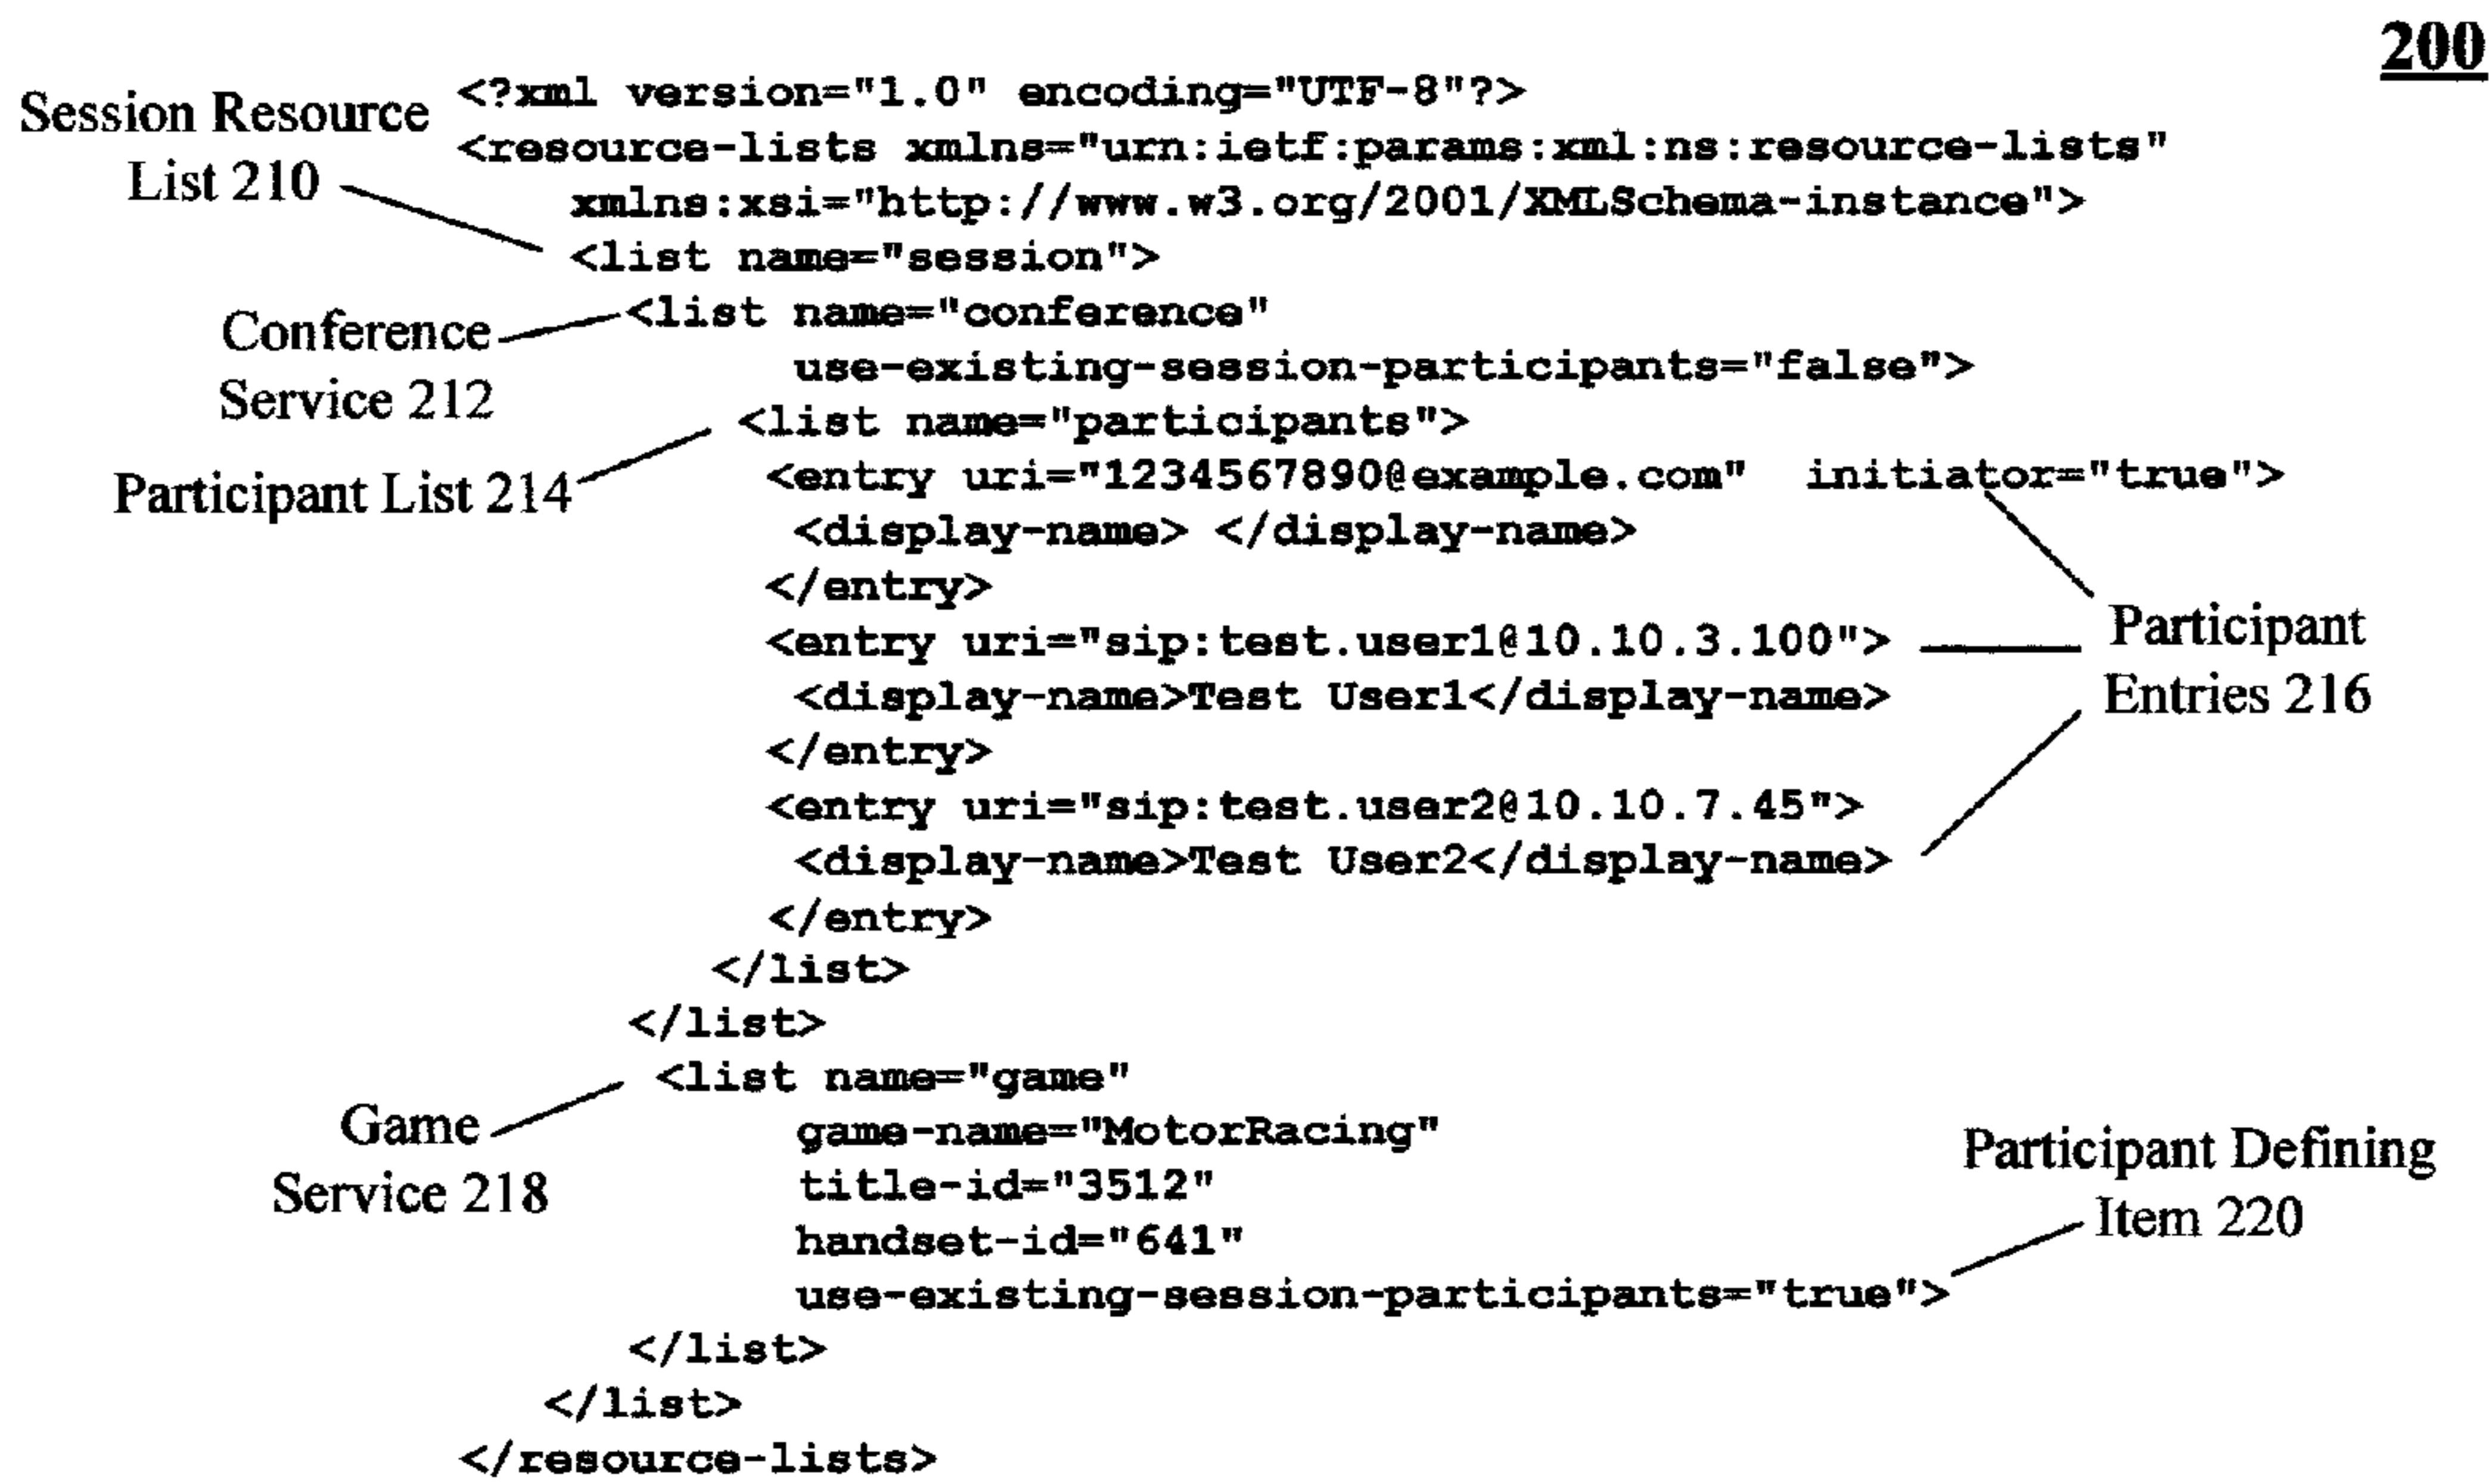 200
Session Resource
List 210
<?xml version="1.0" encoding="UTF-8"?>
<resource-lists xmlns="urn:ietf:params:xml:ns:resource-lists"
xmlns:xsi="http://www.w3.org/2001/XMLSchema-instance">
<list name="session">
Conference
Service 212
<list name="conference"
use-existing-session-participants="false">
Participant List 214
<list name="participants">
<entry uri="1234567890@example.com" initiator="true">
<display-name> </display-name>
</entry>
<entry uri="sip:test.user1@10.10.3.100">
<display-name>Test User1</display-name>
</entry>
<entry uri="sip:test.user2@10.10.7.45">
<display-name>Test User2</display-name>
</entry>
Participant
Entries 216
</list>
</list>
Game
Service 218
<list name="game"
game-name="MotorRacing"
title-id="3512"
handset-id="641"
use-existing-session-participants="true">
Participant Defining
Item 220
</list>
</list>
</resource-lists>